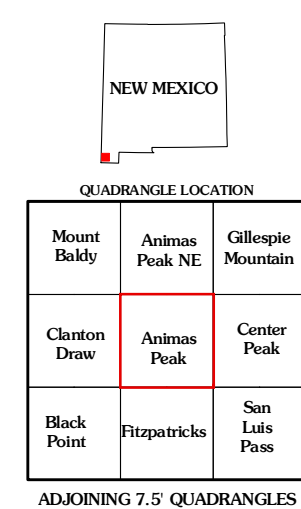 NEW MEXICO
QUADRANGLE LOCATION
Mount
Baldy
Animas
Peak NE
Gillespie
Mountain
Clanton
Draw
Animas
Peak
Center
Peak
Black
Point
Fitzpatricks
San
Luis
Pass
ADJOINING 7.5' QUADRANGLES